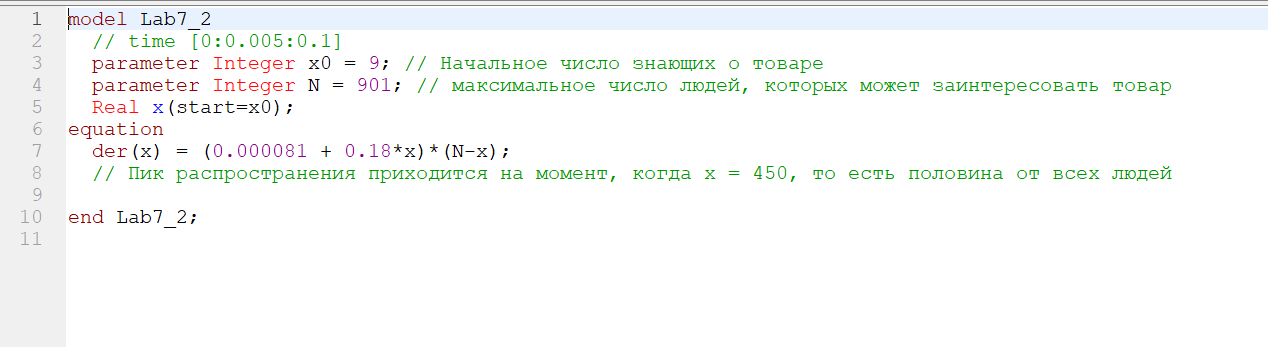 1 model Lab7_2
2 // time [0:0.005:0.1]
3 parameter Integer x0 = 9; // Начальное число знающих о товаре
4 parameter Integer N = 901; // максимальное число людей, которых может заинтересовать товар
5 Real x(start=x0);
6 equation
7 der(x) = (0.000081 + 0.18*x)*(N-x);
8 // Пик распространения приходится на момент, когда x = 450, то есть половина от всех людей
9
10 end Lab7_2;
11